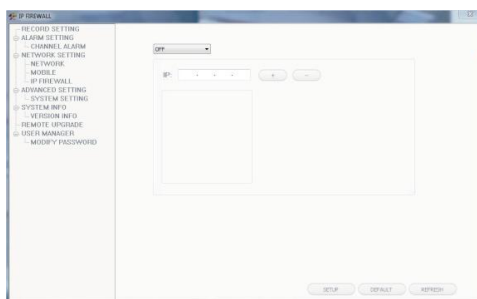 IP FIREWALL
RECORD SETTING
ALARM SETTING
CHANNEL ALARM
NETWORK SETTING
NETWORK
MOBILE
IP FIREWALL
ADVANCED SETTING
SYSTEM SETTING
SYSTEM INFO
VERSION INFO
REMOTE UPGRADE
USER MANAGER
MODIFY PASSWORD
OFF
IP: . . . + -
SETUP DEFAULT REFRESH